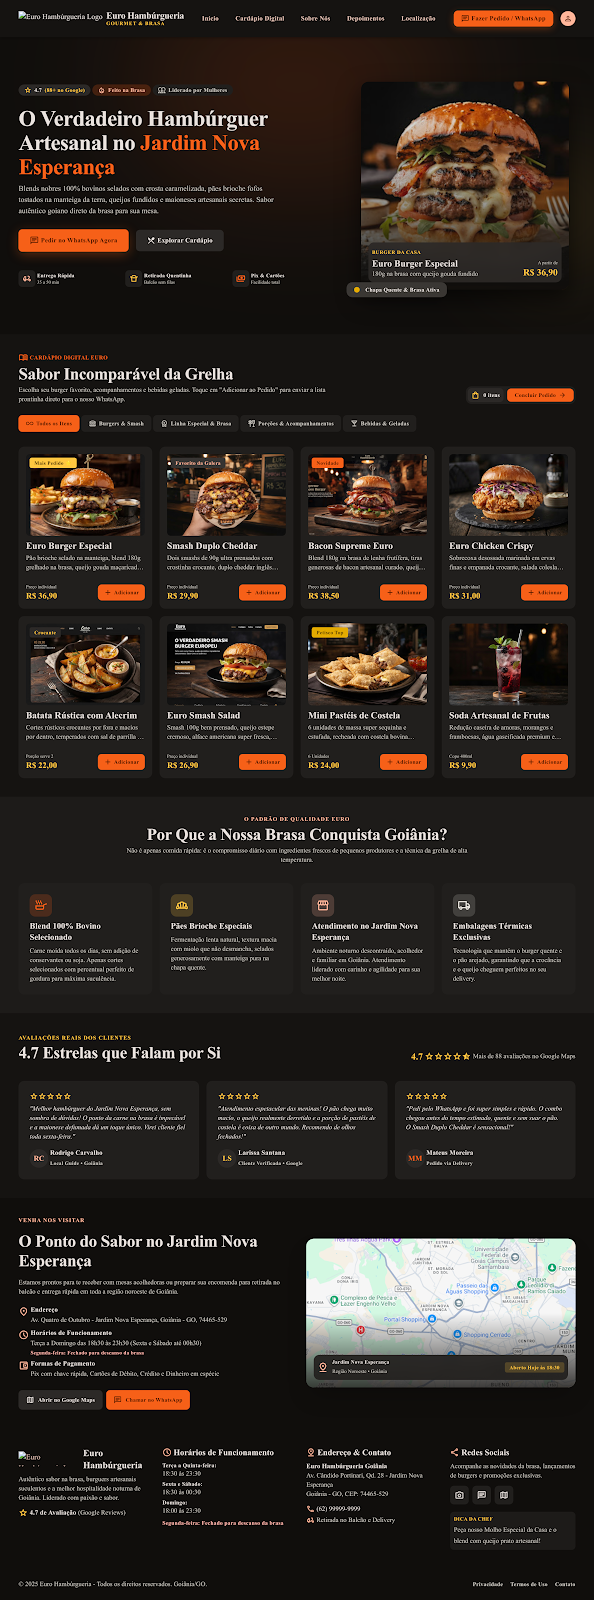 Euro Hambúrgueria Logo
Euro Hambúrgueria
GOURMET & BRASA
Início
Cardápio Digital
Sobre Nós
Depoimentos
Localização
Fazer Pedido / WhatsApp
4.7 (88+ no Google)
Feito na Brasa
Liderado por Mulheres
O Verdadeiro Hambúrguer
Artesanal no Jardim Nova
Esperança
Blends nobres 100% bovinos selados com crosta caramelizada, pães brioche fofos
tostados na manteiga da terra, queijos fundidos e maioneses artesanais secretas. Sabor
autêntico goiano direto da brasa para sua mesa.
Pedir no WhatsApp Agora
Explorar Cardápio
Entrega Rápida
35 a 50 min
Retirada Quentinha
Balcão sem filas
Pix & Cartões
Facilidade total
BURGER DA CASA
Euro Burger Especial
180g na brasa com queijo gouda fundido
A partir de
R$ 36,90
Chapa Quente & Brasa Ativa
CARDÁPIO DIGITAL EURO
Sabor Incomparável da Grelha
Escolha seu burger favorito, acompanhamentos e bebidas geladas. Toque em "Adicionar ao Pedido" para enviar a lista
prontinha direto para o nosso WhatsApp.
0 itens
Concluir Pedido
Todos os Itens
Burgers & Smash
Linha Especial & Brasa
Porções & Acompanhamentos
Bebidas & Geladas
Mais Pedido
Euro Burger Especial
Pão brioche selado na manteiga, blend 180g
grelhado na brasa, queijo gouda maçaricad...
Preço individual
R$ 36,90
Adicionar
Favorito da Galera
Smash Duplo Cheddar
Dois smashs de 90g ultra prensados com
crostinha crocante, duplo cheddar inglês...
Preço individual
R$ 29,90
Adicionar
Novidade
Bacon Supreme Euro
Blend 180g na brasa de lenha frutífera, tiras
generosas de bacon artesanal curado, queij...
Preço individual
R$ 38,50
Adicionar
Euro Chicken Crispy
Sobrecoxa desossada marinada em ervas
finas e empanada crocante, salada colesla...
Preço individual
R$ 31,00
Adicionar
Crocante
Batata Rústica com Alecrim
Cortes rústicos crocantes por fora e macios
por dentro, temperados com sal de parrilla ...
Porção serve 2
R$ 22,00
Adicionar
O VERDADEIRO SMASH
BURGER EUROPEU
Euro Smash Salad
Smash 100g bem prensado, queijo estepe
cremoso, alface americana super fresca,...
Preço individual
R$ 26,90
Adicionar
Petisco Top
Mini Pastéis de Costela
6 unidades de massa super sequinha e
estufada, recheada com costela bovina...
6 Unidades
R$ 24,00
Adicionar
Soda Artesanal de Frutas
Redução caseira de amoras, morangos e
framboesas, água gaseificada premium e...
Copo 400ml
R$ 9,90
Adicionar
O PADRÃO DE QUALIDADE EURO
Por Que a Nossa Brasa Conquista Goiânia?
Não é apenas comida rápida: é o compromisso diário com ingredientes frescos de pequenos produtores e a técnica da grelha de alta
temperatura.
Blend 100% Bovino
Selecionado
Carne moída todos os dias, sem adição de
conservantes ou soja. Apenas cortes
selecionados com percentual perfeito de
gordura para máxima suculência.
Pães Brioche Especiais
Fermentação lenta natural, textura macia
com miolo que não desmancha, selados
generosamente com manteiga pura na
chapa quente.
Atendimento no Jardim Nova
Esperança
Ambiente noturno descontraído, acolhedor
e familiar em Goiânia. Atendimento
liderado com carinho e agilidade para sua
melhor noite.
Embalagens Térmicas
Exclusivas
Tecnologia que mantém o burger quente e
o pão arejado, garantindo que a crocância
e o queijo cheguem perfeitos no seu
delivery.
AVALIAÇÕES REAIS DOS CLIENTES
4.7 Estrelas que Falam por Si
4.7
Mais de 88 avaliações no Google Maps
"Melhor hambúrguer do Jardim Nova Esperança, sem
sombra de dúvidas! O ponto da carne na brasa é impecável
e a maionese defumada dá um toque único. Virei cliente fiel
toda sexta-feira."
RC
Rodrigo Carvalho
Local Guide • Goiânia
"Atendimento espetacular das meninas! O pão chega muito
macio, o queijo realmente derretido e a porção de pastéis de
costela é coisa de outro mundo. Recomendo de olhos
fechados!"
LS
Larissa Santana
Cliente Verificada • Google
"Pedi pelo WhatsApp e foi super simples e rápido. O combo
chegou antes do tempo estimado, quente e sem suar o pão.
O Smash Duplo Cheddar é sensacional!"
MM
Mateus Moreira
Pedido via Delivery
VENHA NOS VISITAR
O Ponto do Sabor no Jardim Nova
Esperança
Estamos prontos para te receber com mesas acolhedoras ou preparar sua encomenda para retirada no
balcão e entrega rápida em toda a região noroeste de Goiânia.
Endereço
Av. Quatro de Outubro - Jardim Nova Esperança, Goiânia - GO, 74465-529
Horários de Funcionamento
Terça a Domingo das 18h30 às 23h30 (Sexta e Sábado até 00h30)
Segunda-feira: Fechado para descanso da brasa
Formas de Pagamento
Pix com chave rápida, Cartões de Débito, Crédito e Dinheiro em espécie
Abrir no Google Maps
Chamar no WhatsApp
Universidade
Federal de
Goiás Campus
Samambaia
Passeio das
Águas Shopping
Complexo de Pesca e
Lazer Engenho Velho
JARDIM NOVA
ESPERANÇA
Portal Shopping
Shopping Cerrado
Jardim Nova Esperança
Região Noroeste • Goiânia
Aberto Hoje às 18:30
Euro
Euro
Hambúrgueria
Autêntico sabor na brasa, burguers artesanais
suculentos e a melhor hospitalidade noturna de
Goiânia. Liderado com paixão e sabor.
4.7 de Avaliação (Google Reviews)
Horários de Funcionamento
Terça a Quinta-feira:
18:30 às 23:30
Sexta e Sábado:
18:30 às 00:30
Domingo:
18:00 às 23:30
Segunda-feira: Fechado para descanso da brasa
Endereço & Contato
Euro Hambúrgueria Goiânia
Av. Cândido Portinari, Qd. 28 - Jardim Nova
Esperança
Goiânia - GO, CEP: 74465-529
(62) 99999-9999
Retirada no Balcão e Delivery
Redes Sociais
Acompanhe as novidades da brasa, lançamentos
de burgers e promoções exclusivas.
DICA DA CHEF
Peça nosso Molho Especial da Casa e o
blend com queijo prato artesanal!
© 2025 Euro Hambúrgueria - Todos os direitos reservados. Goiânia/GO.
Privacidade
Termos de Uso
Contato